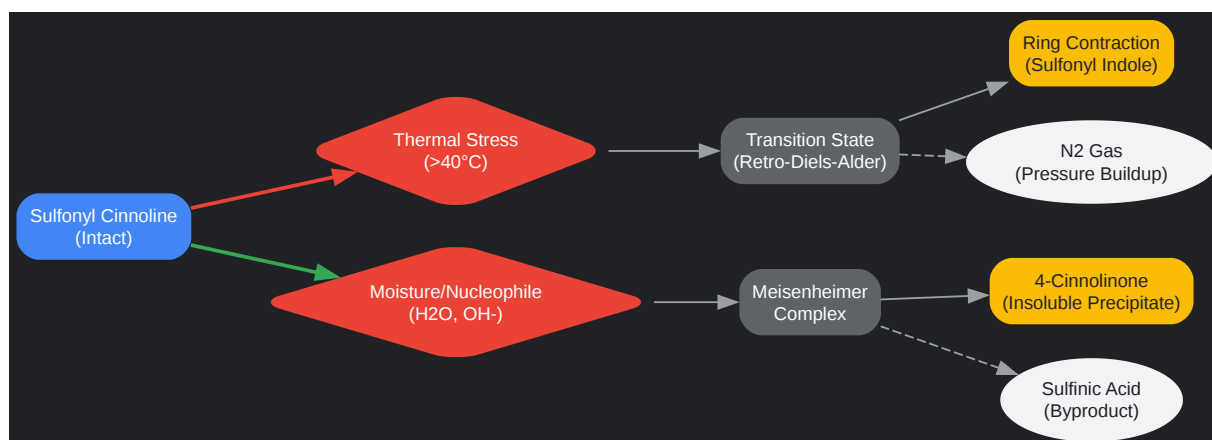 Ring Contraction
(Sulfonyl Indole)
Thermal Stress
(>40°C)
Transition State
(Retro-Diels-Alder)
N2 Gas
(Pressure Buildup)
Sulfonyl Cinnoline
(Intact)
Moisture/Nucleophile
(H2O, OH-)
Meisenheimer
Complex
4-Cinnolinone
(Insoluble Precipitate)
Sulfinic Acid
(Byproduct)